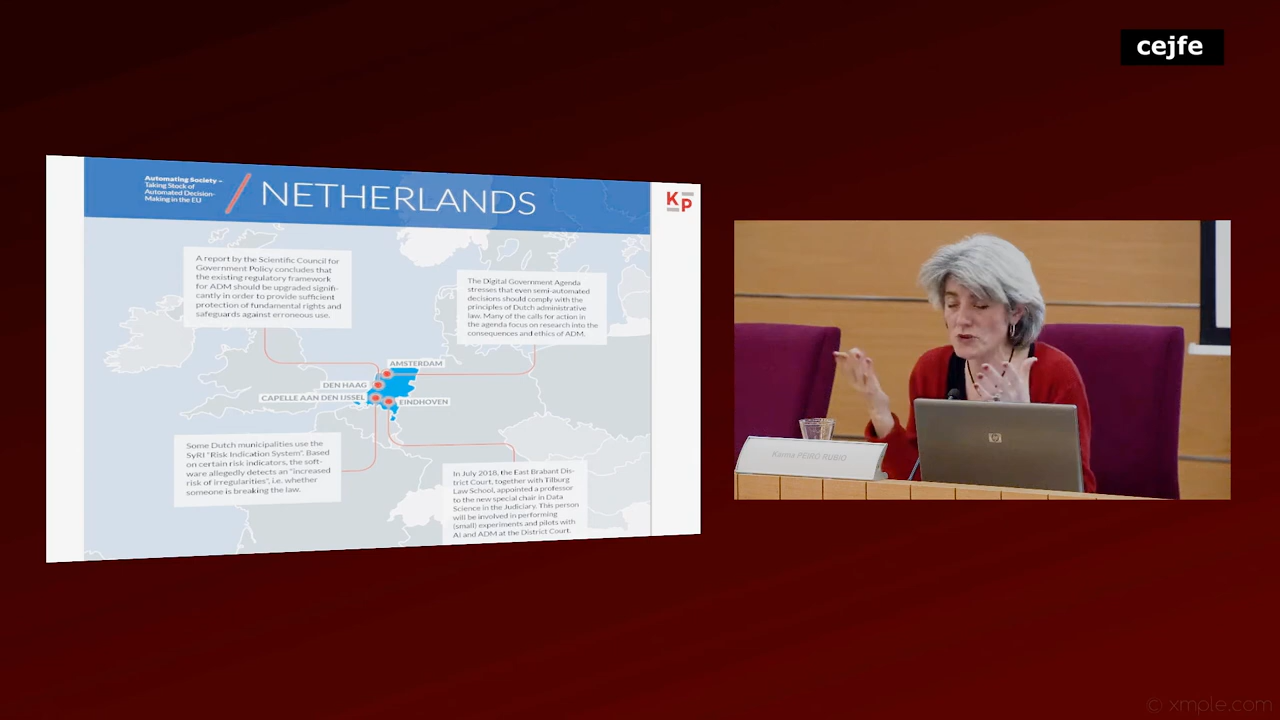 cejfe
Automating Society –
Taking Stock of
Automated Decision-
Making in the EU
NETHERLANDS
KP
A report by the Scientific Council for
Government Policy concludes that
the existing regulatory framework
for ADM should be upgraded signifi-
cantly in order to provide sufficient
protection of fundamental rights and
safeguards against erroneous use.
The Digital Government Agenda
stresses that even semi-automated
decisions should comply with the
principles of Dutch administrative
law. Many of the calls for action in
the agenda focus on research into the
consequences and ethics of ADM.
AMSTERDAM
DEN HAAG
CAPELLE AAN DEN IJSSEL
EINDHOVEN
Some Dutch municipalities use the
SyRI "Risk Indication System". Based
on certain risk indicators, the soft-
ware allegedly detects an "increased
risk of irregularities", i.e. whether
someone is breaking the law.
In July 2018, the East Brabant Dis-
trict Court, together with Tilburg
Law School, appointed a professor
to the new special chair in Data
Science in the Judiciary. This person
will be involved in performing
(small) experiments and pilots with
AI and ADM at the District Court.
Karma PEIRÓ RUBIO
hp
© xmple.com